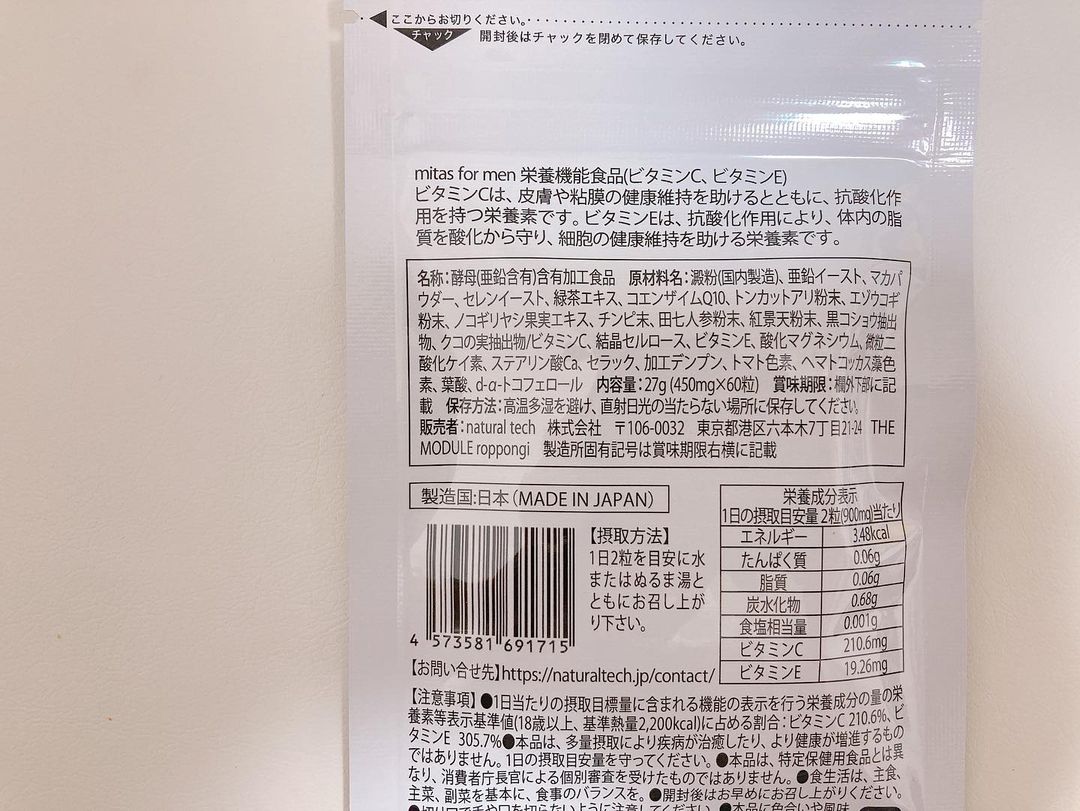 ここからお切りください。
チャック 開封後はチャックを閉めて保存してください。
mitas for men 栄養機能食品(ビタミンC、ビタミンE)
ビタミンCは、皮膚や粘膜の健康維持を助けるとともに、抗酸化作
用を持つ栄養素です。ビタミンEは、抗酸化作用により、体内の脂
質を酸化から守り、細胞の健康維持を助ける栄養素です。
名称:酵母(亜鉛含有)含有加工食品 原材料名:澱粉(国内製造)、亜鉛イースト、マカパ
ウダー、セレンイースト、緑茶エキス、コエンザイムQ10、トンカットアリ粉末、エゾウコギ
粉末、ノコギリヤシ果実エキス、チンピ末、田七人参粉末、紅景天粉末、黒コショウ抽出
物、クコの実抽出物/ビタミンC、結晶セルロース、ビタミンE、酸化マグネシウム、微粒二
酸化ケイ素、ステアリン酸Ca、セラック、加工デンプン、トマト色素、ヘマトコッカス藻色
素、葉酸、d-α-トコフェロール 内容量:27g (450mg×60粒) 賞味期限:欄外下部に記
載 保存方法:高温多湿を避け、直射日光の当たらない場所に保存してください。
販売者:natural tech 株式会社 〒106-0032 東京都港区六本木7丁目21-24 THE
MODULE roppongi 製造所固有記号は賞味期限右横に記載
製造国:日本(MADE IN JAPAN)
【摂取方法】
1日2粒を目安に水
またはぬるま湯と
ともにお召し上が
り下さい。
4 573581 691715
栄養成分表示
1日の摂取目安量 2粒(900mg)当たり
エネルギー 3.48kcal
たんぱく質 0.06g
脂質 0.06g
炭水化物 0.68g
食塩相当量 0.001g
ビタミンC 210.6mg
ビタミンE 19.26mg
【お問い合せ先】https://naturaltech.jp/contact/
【注意事項】●1日当たりの摂取目標量に含まれる機能の表示を行う栄養成分の量の栄
養素等表示基準値(18歳以上、基準熱量2,200kcal)に占める割合:ビタミンC 210.6%、ビ
タミンE 305.7%●本品は、多量摂取により疾病が治癒したり、より健康が増進するもの
ではありません。1日の摂取目安量を守ってください。●本品は、特定保健用食品とは異
なり、消費者庁長官による個別審査を受けたものではありません。●食生活は、主食、
主菜、副菜を基本に、食事のバランスを。●開封後はお早めにお召し上がりください。